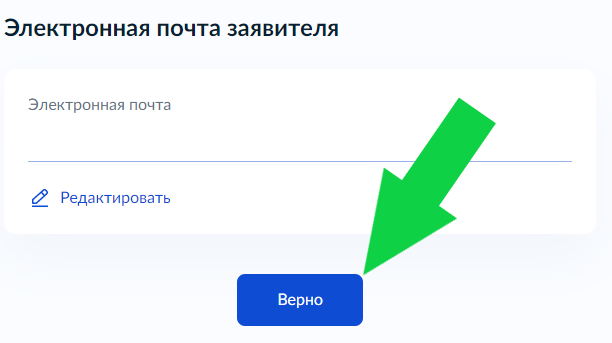 Электронная почта заявителя
Электронная почта
Редактировать
Верно